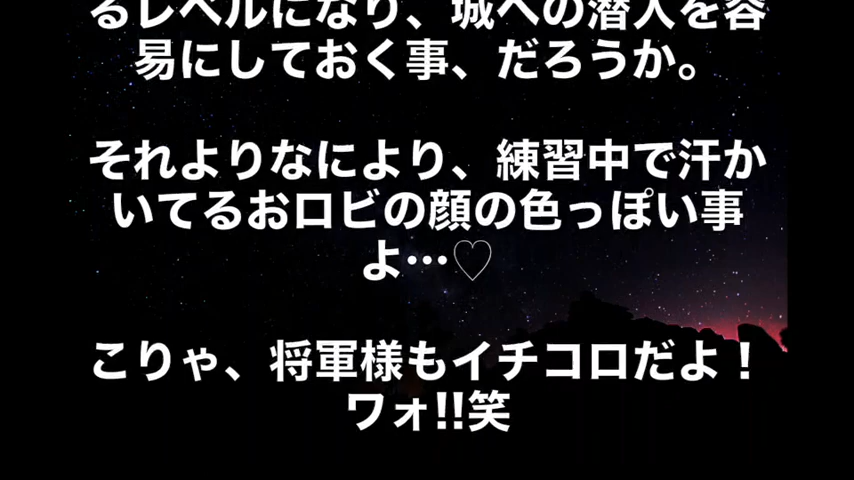 るレベルになり、城への潜入を容
易にしておく事、だろうか。
それよりなにより、練習中で汗か
いてるおロビの顔の色っぽい事
よ…♡
こりゃ、将軍様もイチコロだよ！
ワォ!!笑